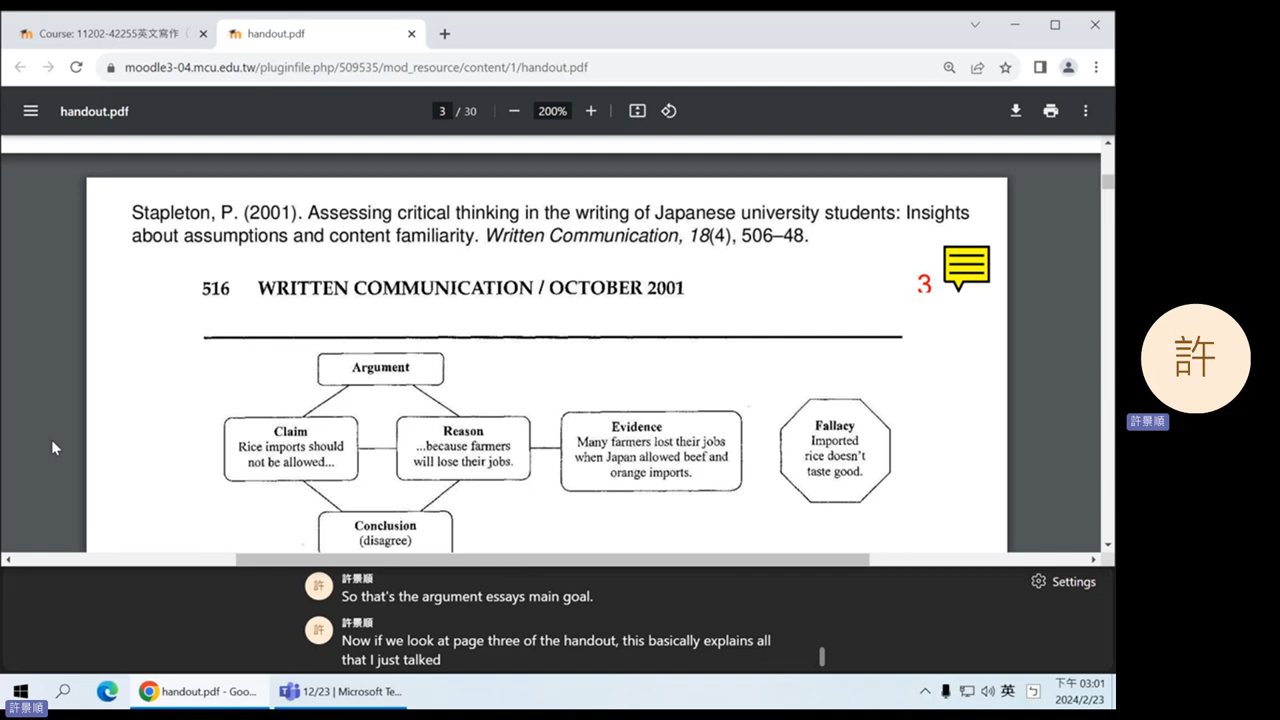 Course: 11202-42255英文寫作（
handout.pdf
moodle3-04.mcu.edu.tw/pluginfile.php/509535/mod_resource/content/1/handout.pdf
handout.pdf
3 / 30
200%
Stapleton, P. (2001). Assessing critical thinking in the writing of Japanese university students: Insights
about assumptions and content familiarity. Written Communication, 18(4), 506–48.
516 WRITTEN COMMUNICATION / OCTOBER 2001
3
Argument
Claim
Rice imports should
not be allowed...
Reason
...because farmers
will lose their jobs.
Evidence
Many farmers lost their jobs
when Japan allowed beef and
orange imports.
Fallacy
Imported
rice doesn't
taste good.
Conclusion
(disagree)
許
許景順
許
許景順
So that's the argument essays main goal.
Settings
許
許景順
Now if we look at page three of the handout, this basically explains all
that I just talked
handout.pdf - Goo...
12/23 | Microsoft Te...
英
下午 03:01
2024/2/23
許景順